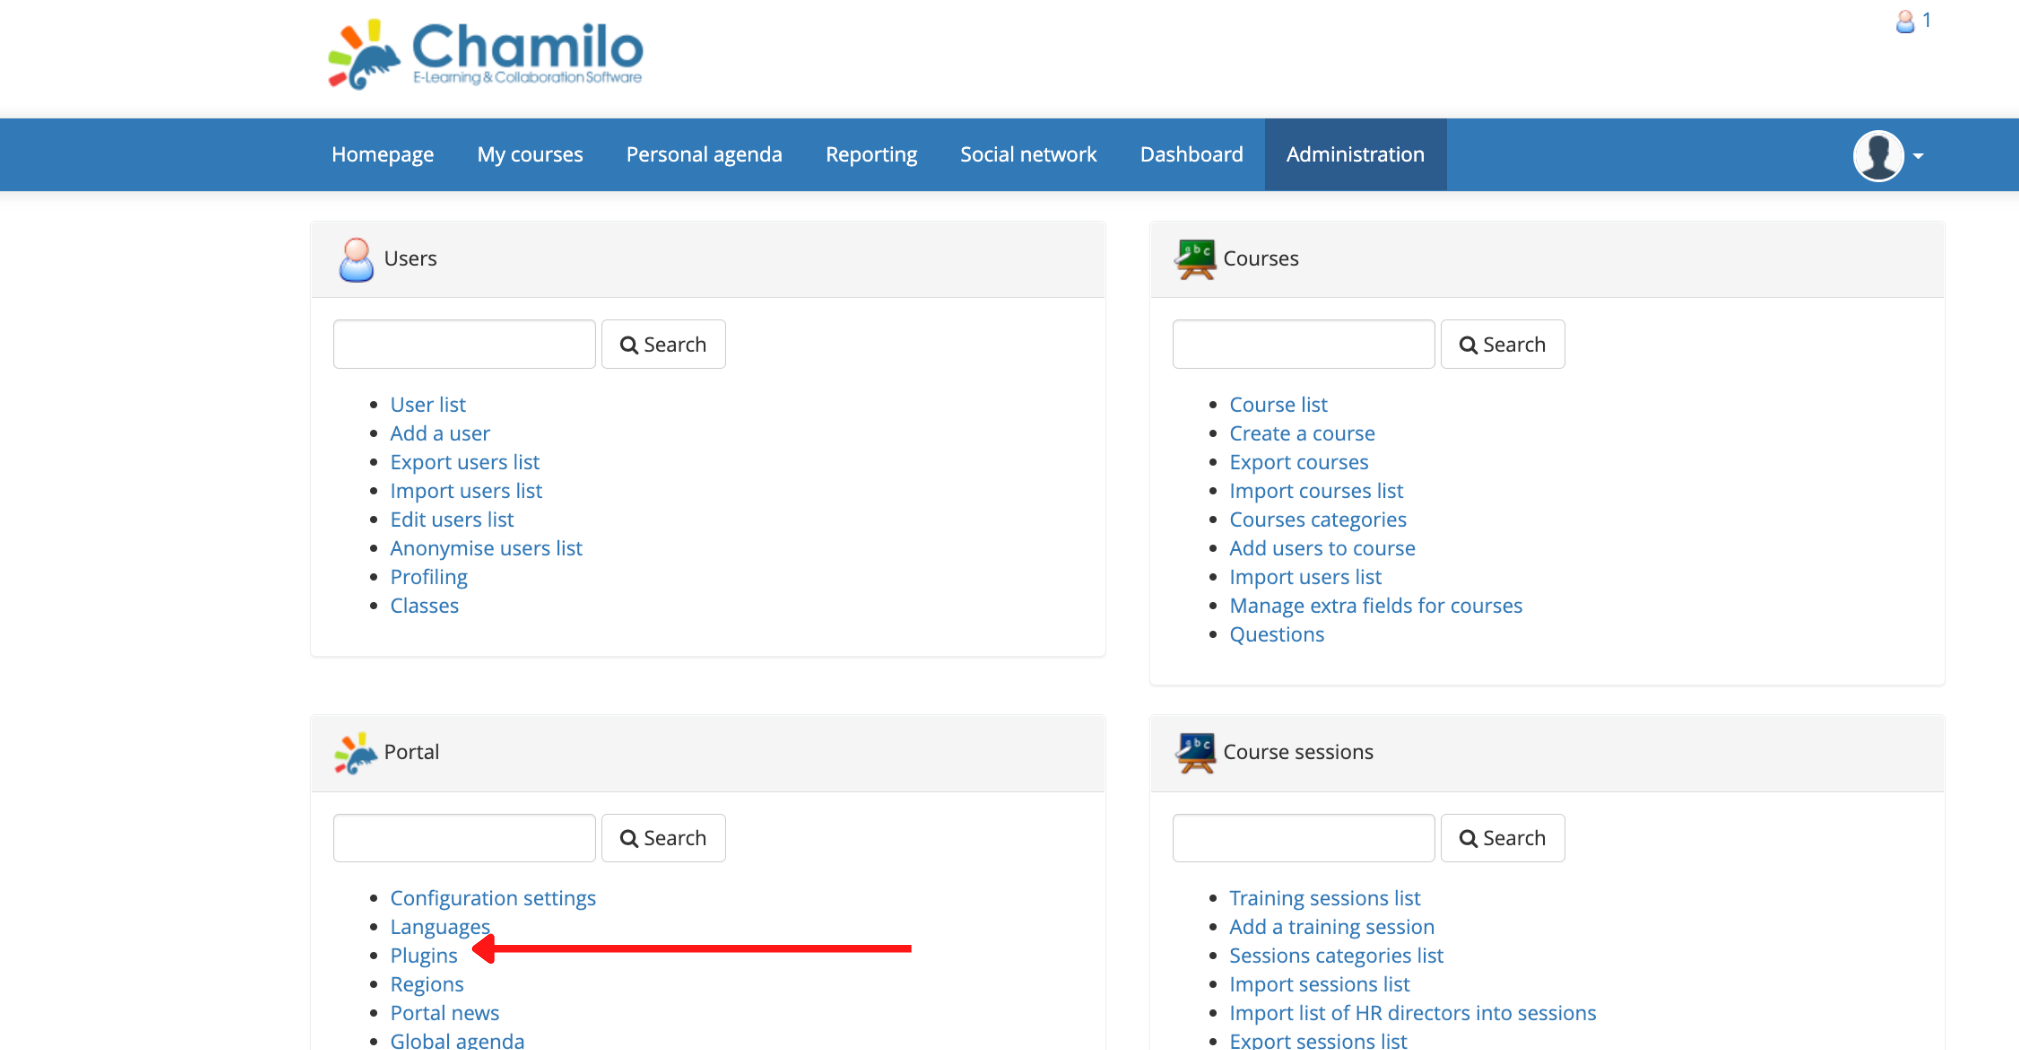 Chamilo
E-Learning & Collaboration Software
1
Homepage My courses Personal agenda Reporting Social network Dashboard Administration
Users
Search
User list
Add a user
Export users list
Import users list
Edit users list
Anonymise users list
Profiling
Classes
abc
Courses
Search
Course list
Create a course
Export courses
Import courses list
Courses categories
Add users to course
Import users list
Manage extra fields for courses
Questions
Portal
Search
Configuration settings
Languages
Plugins
Regions
Portal news
Global agenda
abc
Course sessions
Search
Training sessions list
Add a training session
Sessions categories list
Import sessions list
Import list of HR directors into sessions
Export sessions list